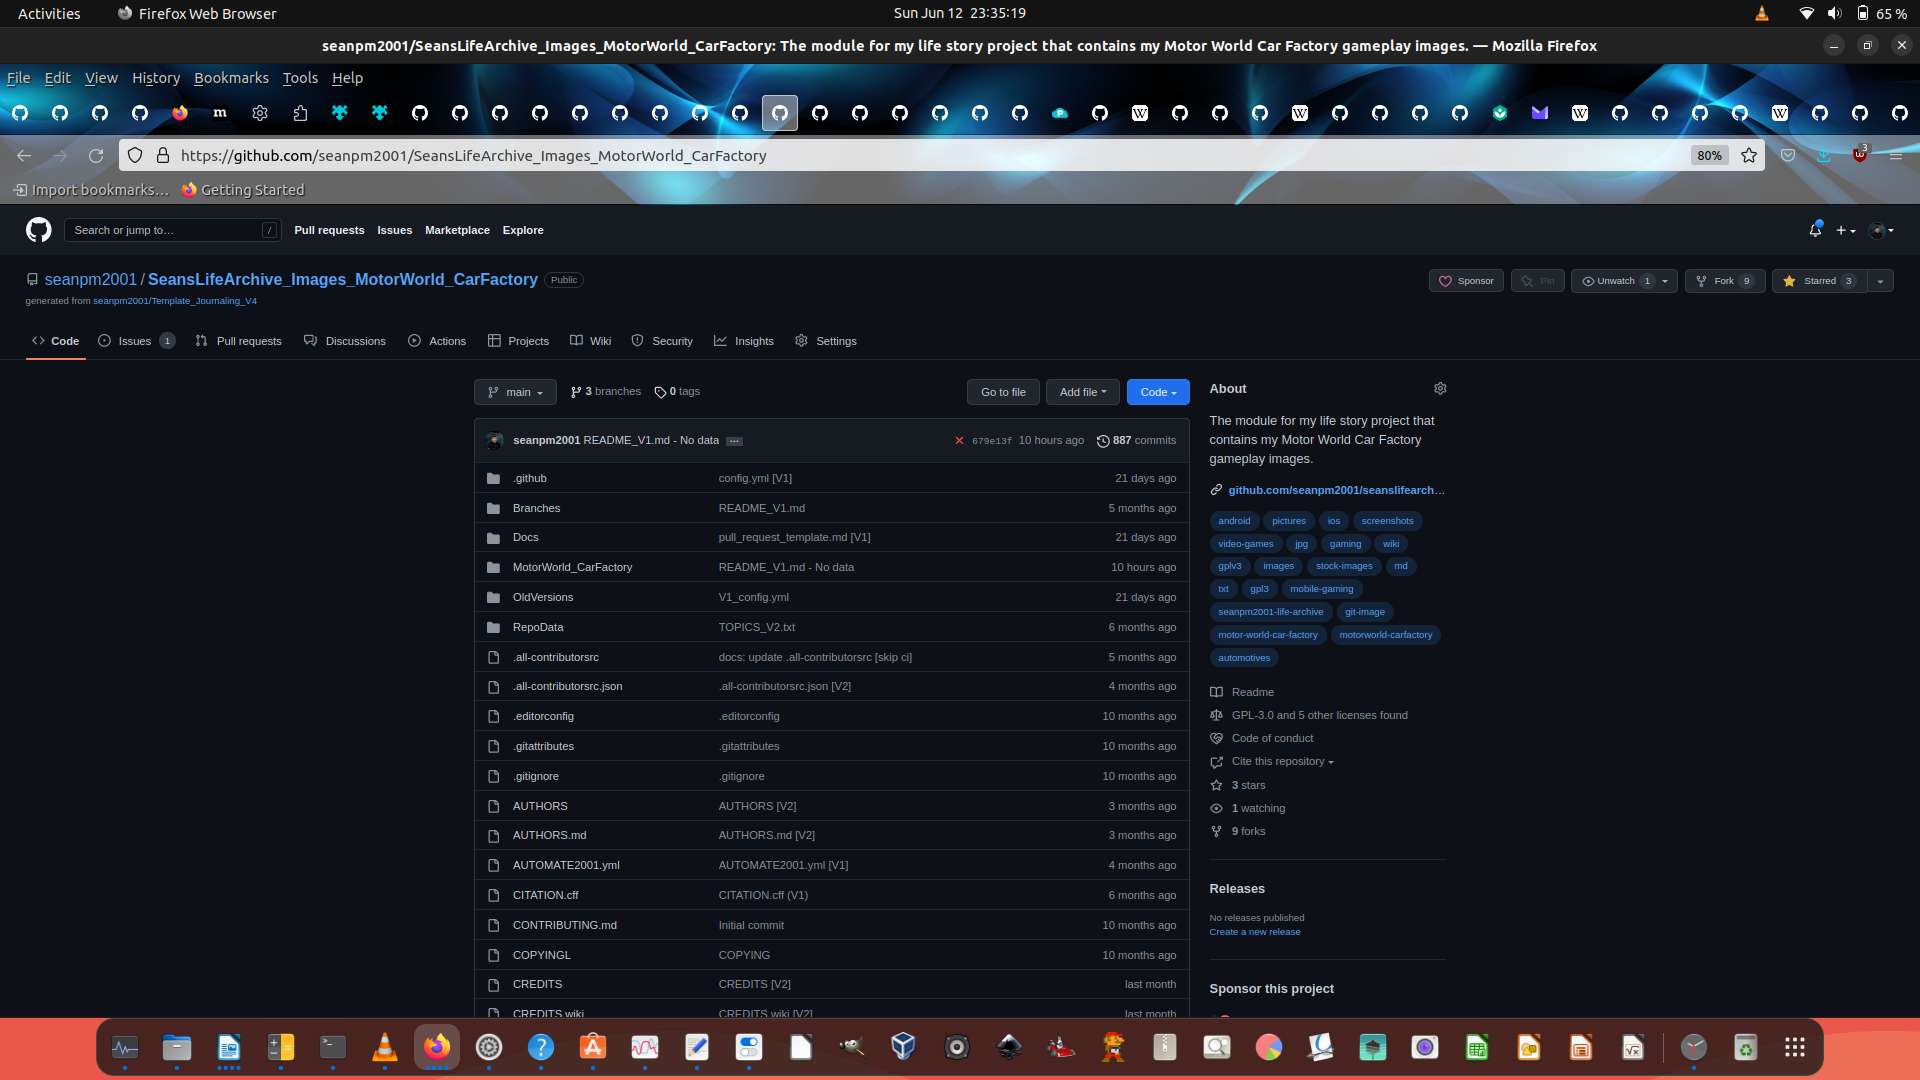 Activities
Firefox Web Browser
Sun Jun 12 23:35:19
65 %
seanpm2001/SeansLifeArchive_Images_MotorWorld_CarFactory: The module for my life story project that contains my Motor World Car Factory gameplay images. — Mozilla Firefox
File Edit View History Bookmarks Tools Help
https://github.com/seanpm2001/SeansLifeArchive_Images_MotorWorld_CarFactory
80%
3
Import bookmarks…
Getting Started
Search or jump to…
/
Pull requests
Issues
Marketplace
Explore
seanpm2001 / SeansLifeArchive_Images_MotorWorld_CarFactory
Public
generated from seanpm2001/Template_Journaling_V4
Sponsor
Pin
Unwatch 1
Fork 9
Starred 3
Code
Issues 1
Pull requests
Discussions
Actions
Projects
Wiki
Security
Insights
Settings
main
3 branches
0 tags
Go to file
Add file
Code
seanpm2001 README_V1.md - No data ...
679e13f 10 hours ago
887 commits
.github config.yml [V1] 21 days ago
Branches README_V1.md 5 months ago
Docs pull_request_template.md [V1] 21 days ago
MotorWorld_CarFactory README_V1.md - No data 10 hours ago
OldVersions V1_config.yml 21 days ago
RepoData TOPICS_V2.txt 6 months ago
.all-contributorsrc docs: update .all-contributorsrc [skip ci] 5 months ago
.all-contributorsrc.json .all-contributorsrc.json [V2] 4 months ago
.editorconfig .editorconfig 10 months ago
.gitattributes .gitattributes 10 months ago
.gitignore .gitignore 10 months ago
AUTHORS AUTHORS [V2] 3 months ago
AUTHORS.md AUTHORS.md [V2] 3 months ago
AUTOMATE2001.yml AUTOMATE2001.yml [V1] 4 months ago
CITATION.cff CITATION.cff (V1) 6 months ago
CONTRIBUTING.md Initial commit 10 months ago
COPYINGL COPYING 10 months ago
CREDITS CREDITS [V2] last month
CREDITS.wiki CREDITS.wiki [V2] last month
About
The module for my life story project that
contains my Motor World Car Factory
gameplay images.
github.com/seanpm2001/seanslifearch…
android pictures ios screenshots
video-games jpg gaming wiki
gplv3 images stock-images md
txt gpl3 mobile-gaming
seanpm2001-life-archive git-image
motor-world-car-factory motorworld-carfactory
automotives
Readme
GPL-3.0 and 5 other licenses found
Code of conduct
Cite this repository
3 stars
1 watching
9 forks
Releases
No releases published
Create a new release
Sponsor this project